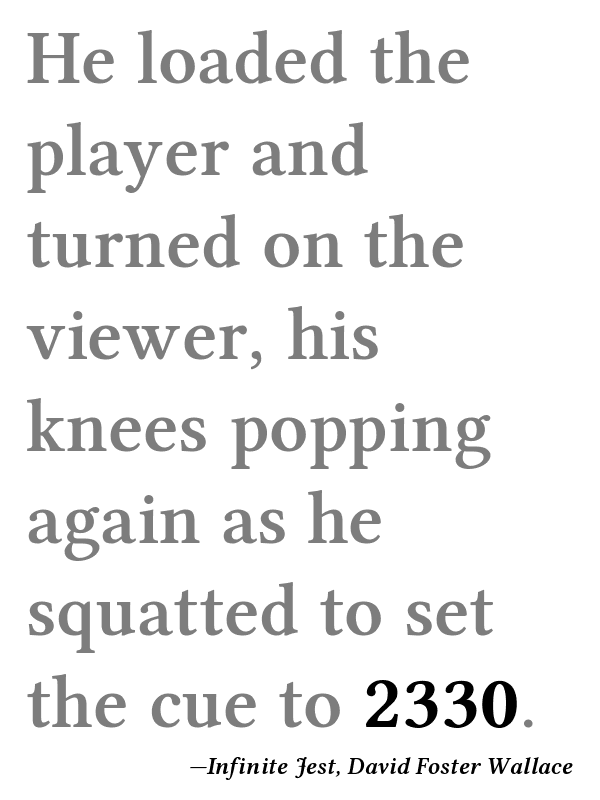 He loaded the
player and
turned on the
viewer, his
knees popping
again as he
squatted to set
the cue to 2330.
—Infinite Jest, David Foster Wallace